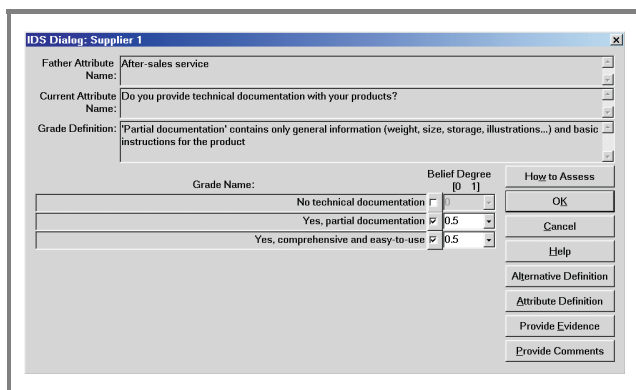 IDS Dialog: Supplier 1
Father Attribute Name: After-sales service
Current Attribute Name: Do you provide technical documentation with your products?
Grade Definition: 'Partial documentation' contains only general information (weight, size, storage, illustrations...) and basic
instructions for the product
Grade Name:
Belief Degree
[0 1]
No technical documentation 0
Yes, partial documentation 0.5
Yes, comprehensive and easy-to-use 0.5
How to Assess
OK
Cancel
Help
Alternative Definition
Attribute Definition
Provide Evidence
Provide Comments